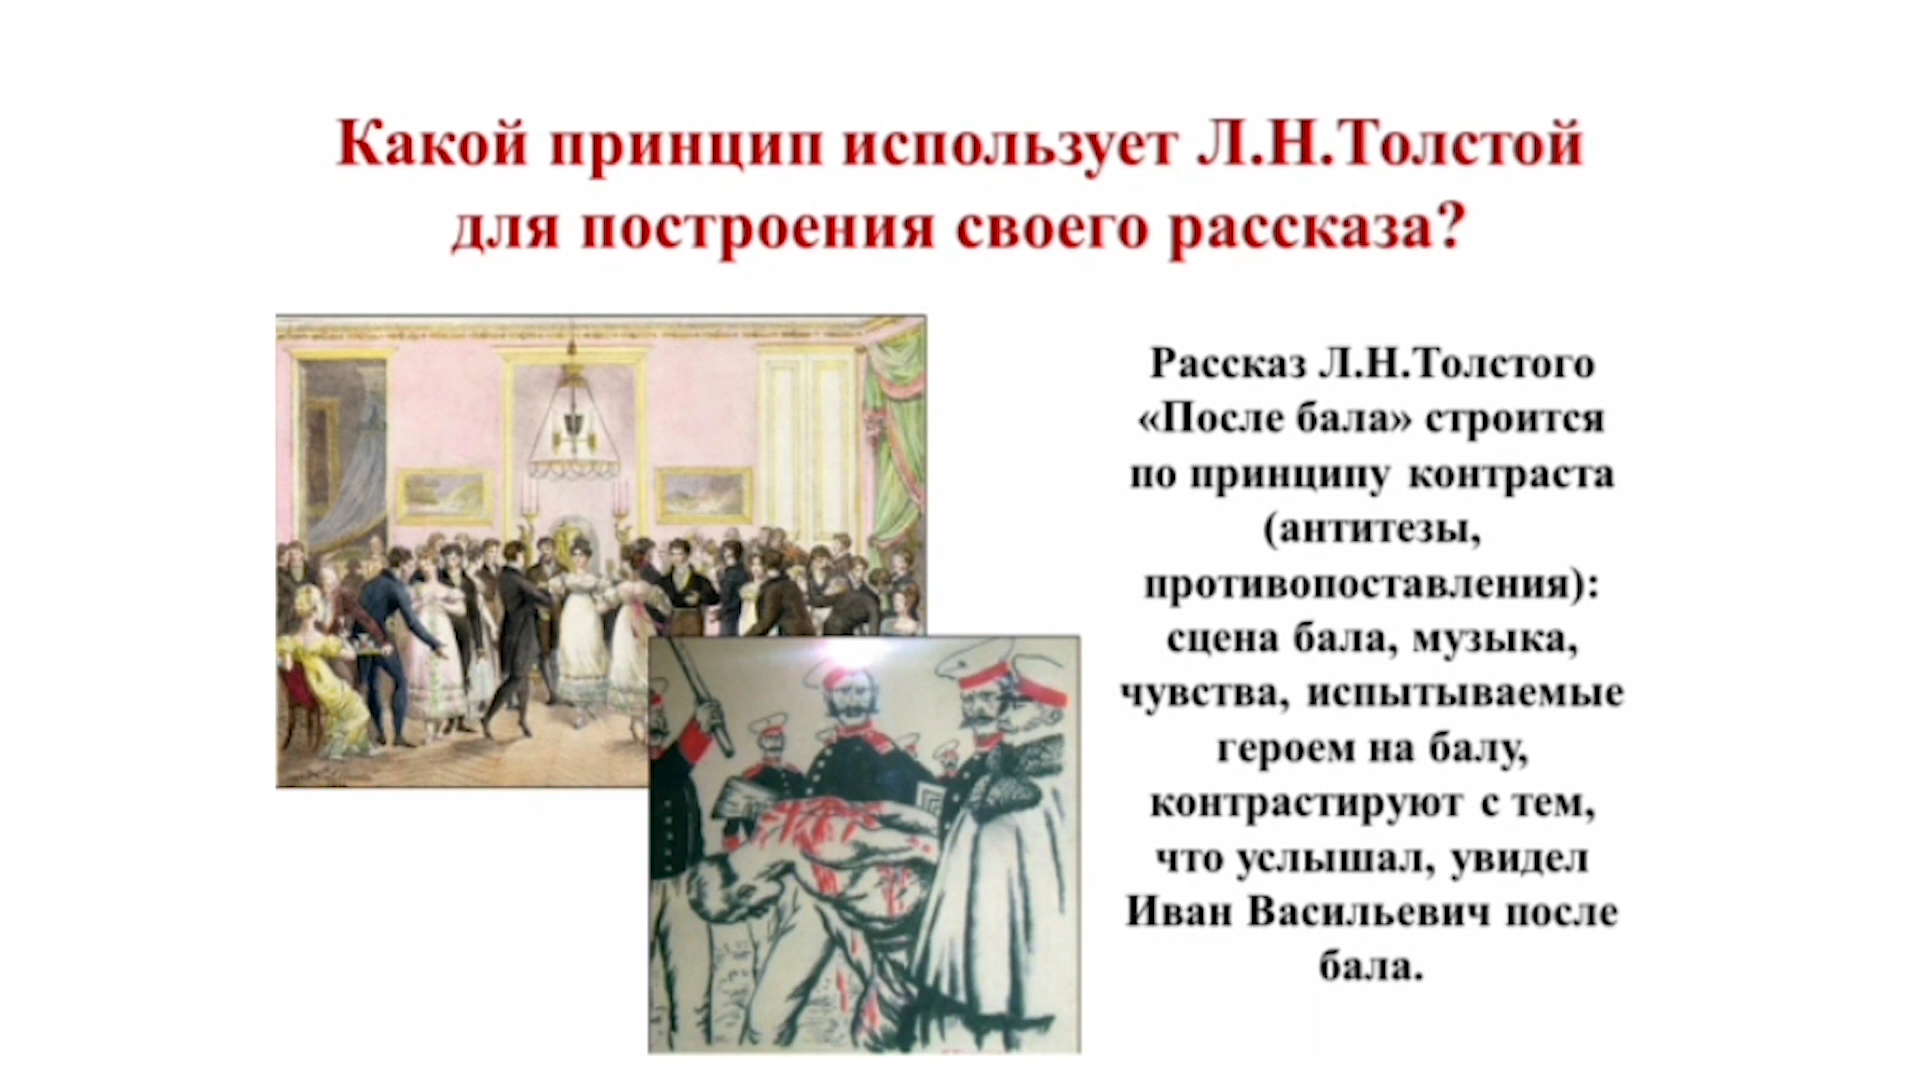 Какой принцип использует Л.Н.Толстой
для построения своего рассказа?
Рассказ Л.Н.Толстого
«После бала» строится
по принципу контраста
(антитезы,
противопоставления):
сцена бала, музыка,
чувства, испытываемые
героем на балу,
контрастируют с тем,
что услышал, увидел
Иван Васильевич после
бала.